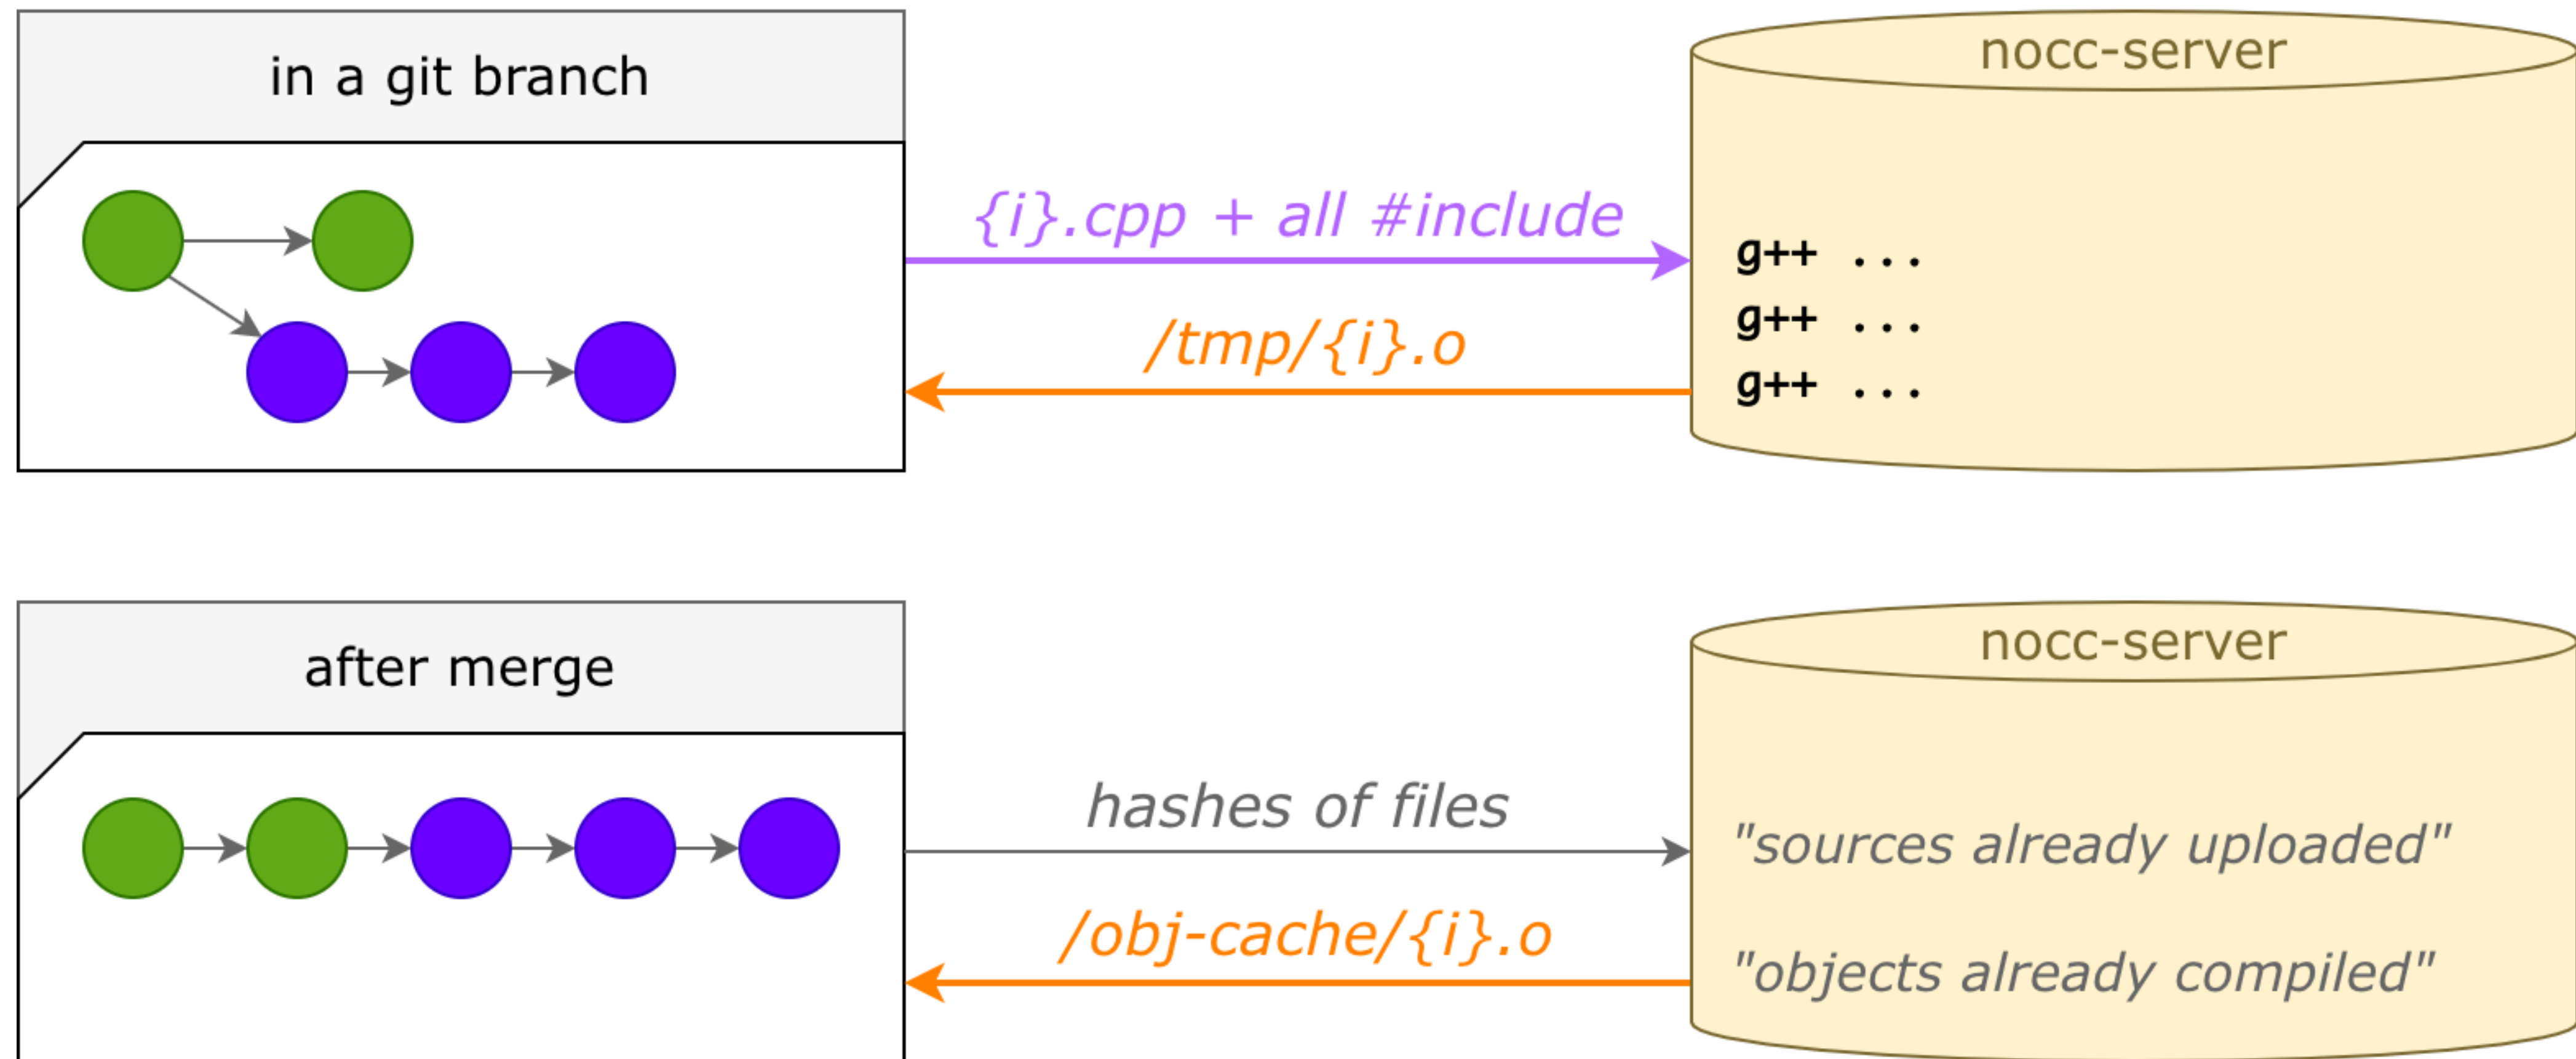 in a git branch
nocc-server
{i}.cpp + all #include
g++ ...
/tmp/{i}.o
g++ ...
g++ ...
after merge
nocc-server
hashes of files
"sources already uploaded"
/obj-cache/{i}.o
"objects already compiled"